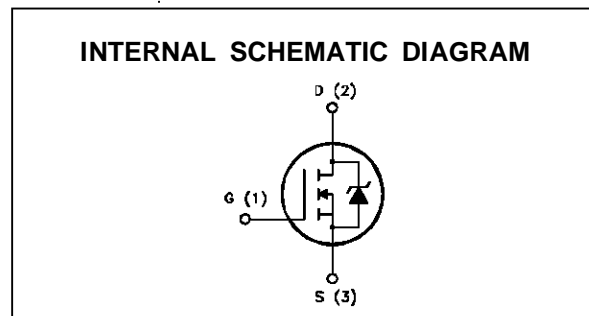 INTERNAL SCHEMATIC DIAGRAM
D (2)
G (1)
S (3)